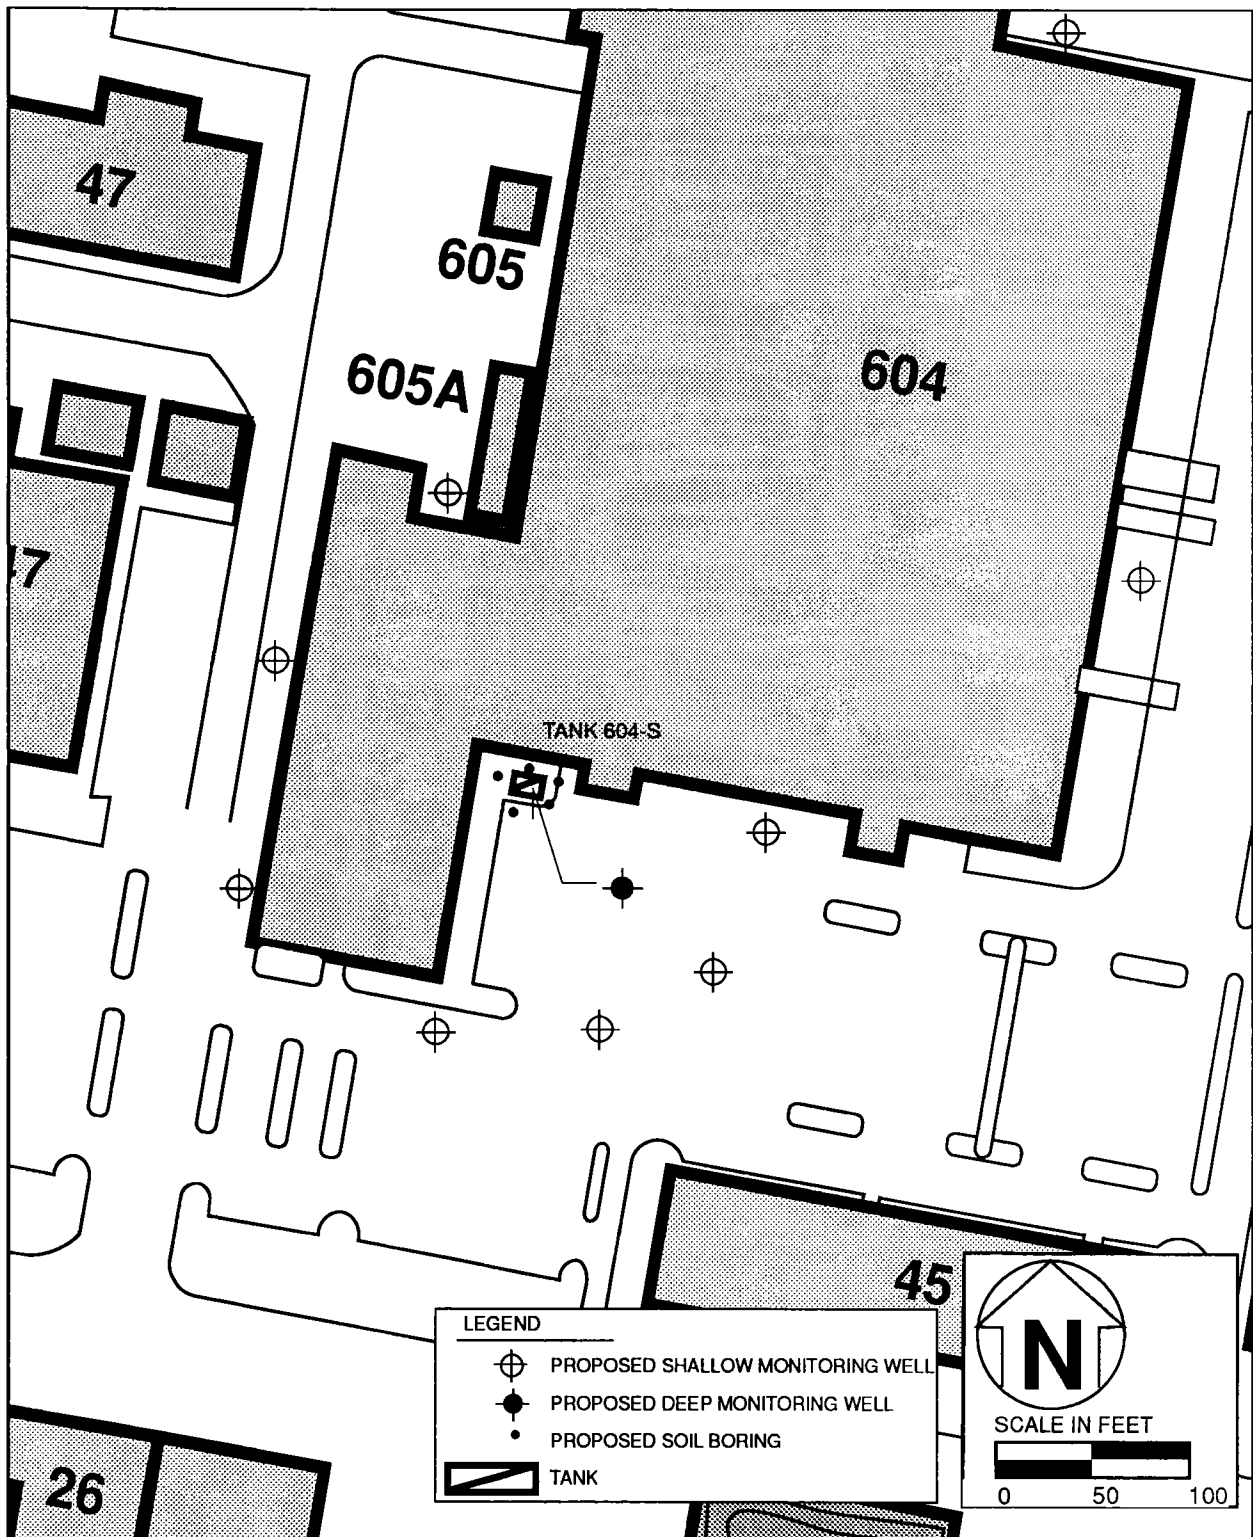 47
605
605A
604
47
TANK 604-S
45
LEGEND
PROPOSED SHALLOW MONITORING WELL
PROPOSED DEEP MONITORING WELL
PROPOSED SOIL BORING
TANK
N
SCALE IN FEET
0 50 100
26